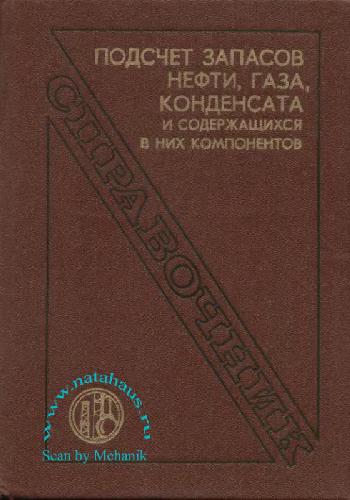 ПОДСЧЕТ ЗАПАСОВ
НЕФТИ, ГАЗА,
КОНДЕНСАТА
И СОДЕРЖАЩИХСЯ
В НИХ КОМПОНЕНТОВ
СПРАВОЧНИК
www.natahaus.ru
Scan by Mehanik